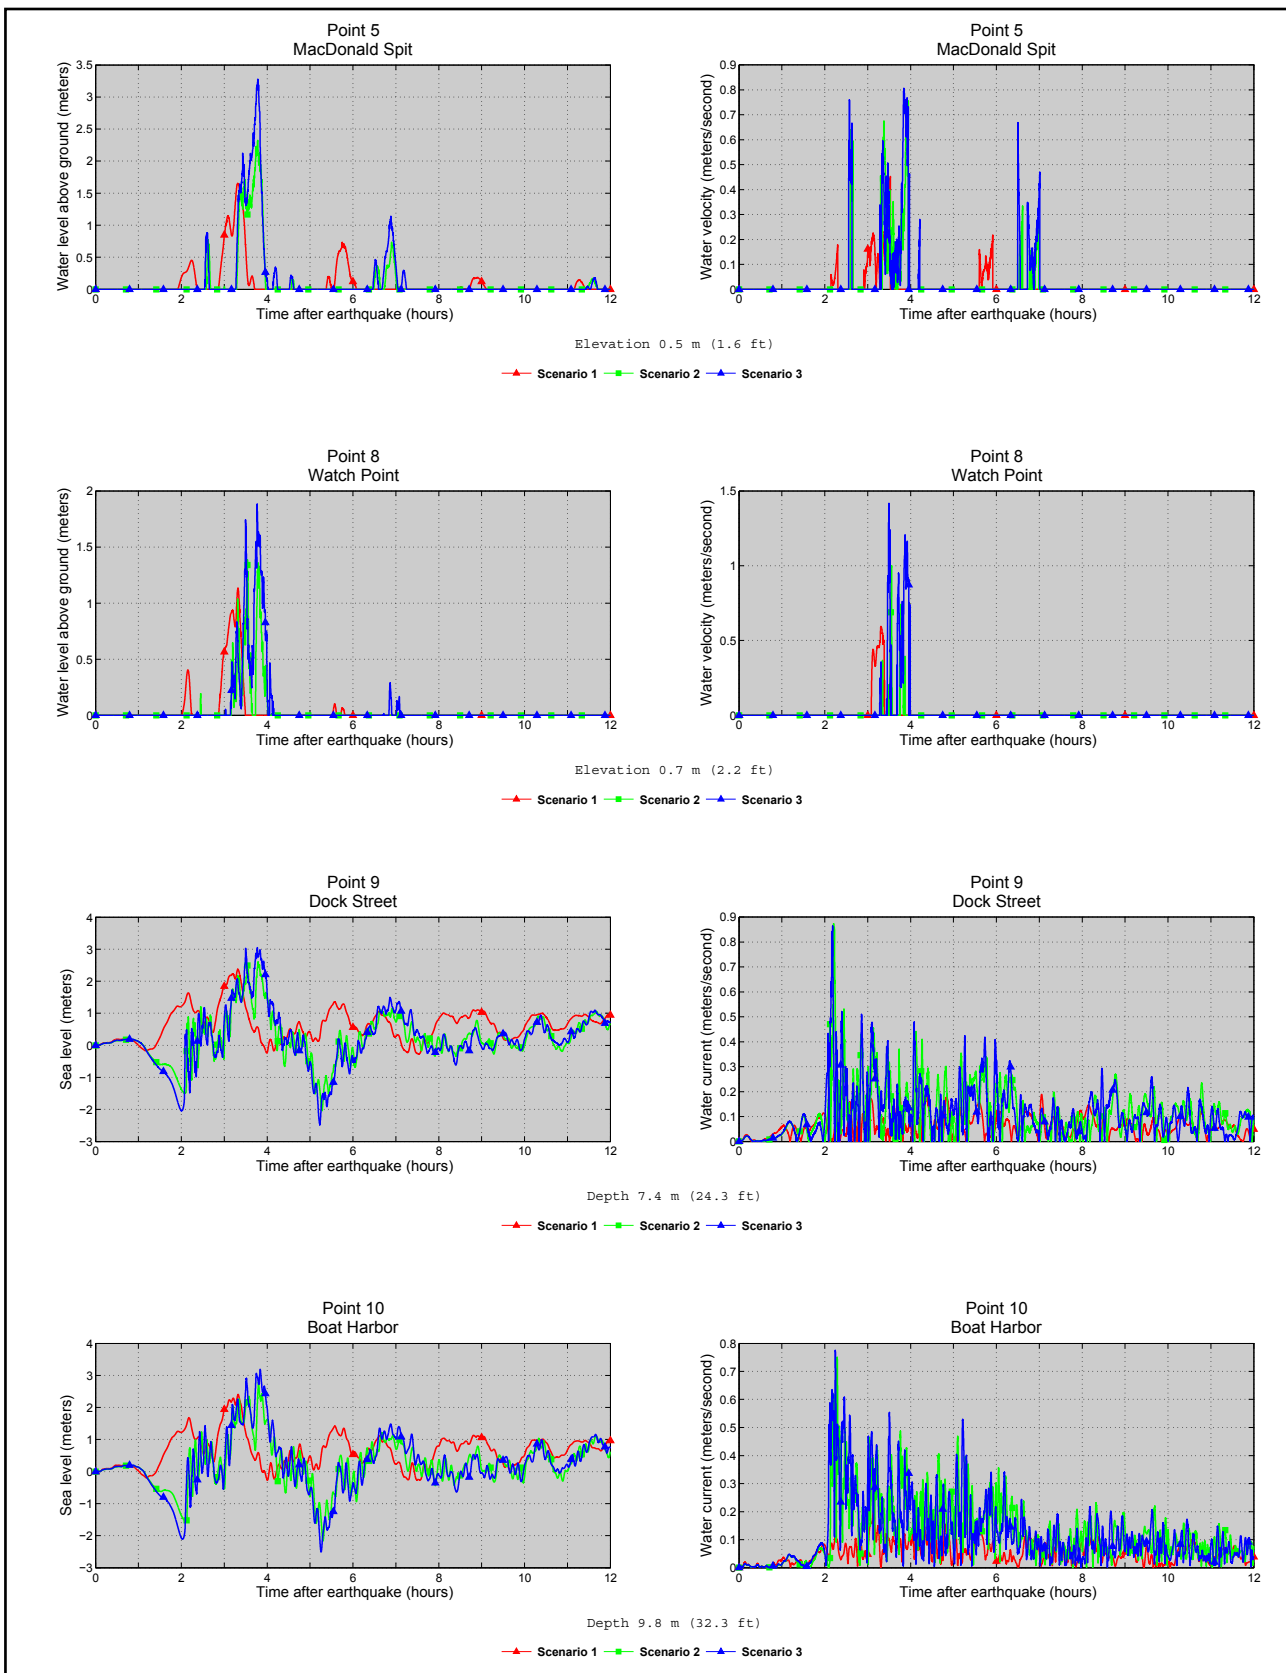 Point 5
MacDonald Spit
Water level above ground (meters)
3.5
3
2.5
2
1.5
1
0.5
0
0 2 4 6 8 10 12
Time after earthquake (hours)
Point 5
MacDonald Spit
Water velocity (meters/second)
0.9
0.8
0.7
0.6
0.5
0.4
0.3
0.2
0.1
0
0 2 4 6 8 10 12
Time after earthquake (hours)
Elevation 0.5 m (1.6 ft)
Scenario 1 Scenario 2 Scenario 3
Point 8
Watch Point
Water level above ground (meters)
2
1.5
1
0.5
0
0 2 4 6 8 10 12
Time after earthquake (hours)
Point 8
Watch Point
Water velocity (meters/second)
1.5
1
0.5
0
0 2 4 6 8 10 12
Time after earthquake (hours)
Elevation 0.7 m (2.2 ft)
Scenario 1 Scenario 2 Scenario 3
Point 9
Dock Street
Sea level (meters)
4
3
2
1
0
−1
−2
−3
0 2 4 6 8 10 12
Time after earthquake (hours)
Point 9
Dock Street
Water current (meters/second)
0.9
0.8
0.7
0.6
0.5
0.4
0.3
0.2
0.1
0
0 2 4 6 8 10 12
Time after earthquake (hours)
Depth 7.4 m (24.3 ft)
Scenario 1 Scenario 2 Scenario 3
Point 10
Boat Harbor
Sea level (meters)
4
3
2
1
0
−1
−2
−3
0 2 4 6 8 10 12
Time after earthquake (hours)
Point 10
Boat Harbor
Water current (meters/second)
0.8
0.7
0.6
0.5
0.4
0.3
0.2
0.1
0
0 2 4 6 8 10 12
Time after earthquake (hours)
Depth 9.8 m (32.3 ft)
Scenario 1 Scenario 2 Scenario 3